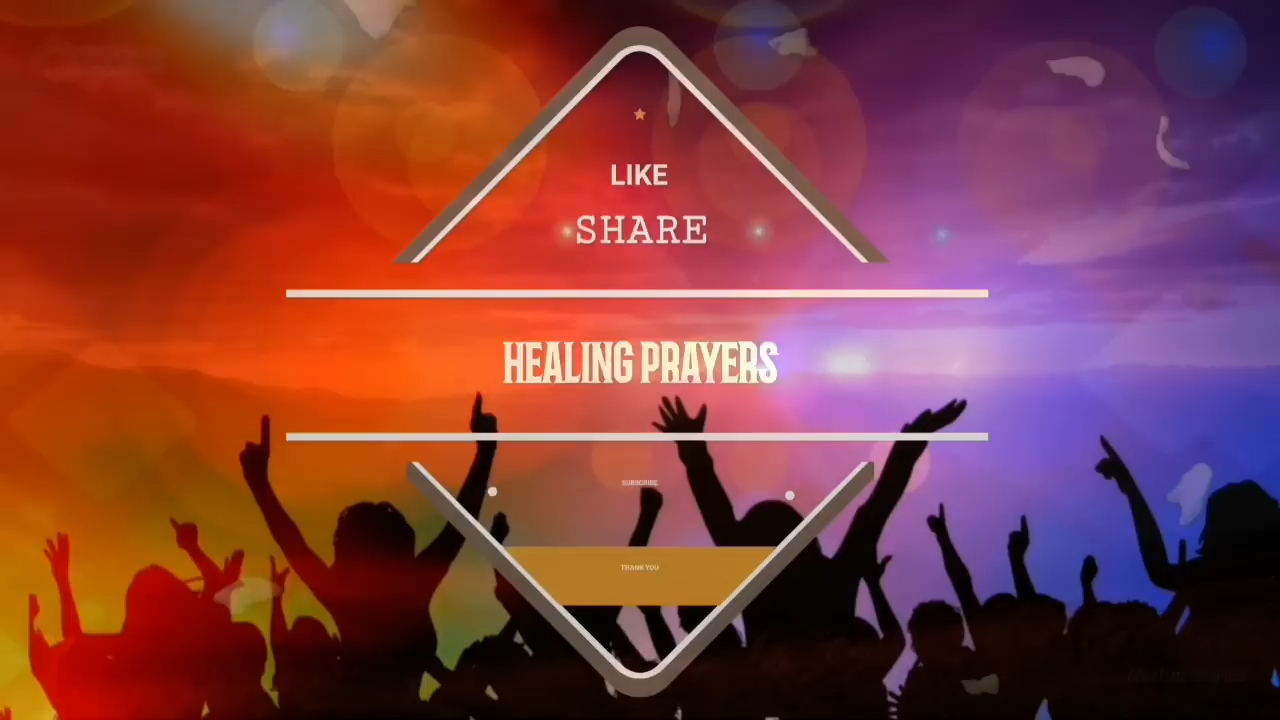 LIKE
SHARE
HEALING PRAYERS
SUBSCRIBE
THANK YOU